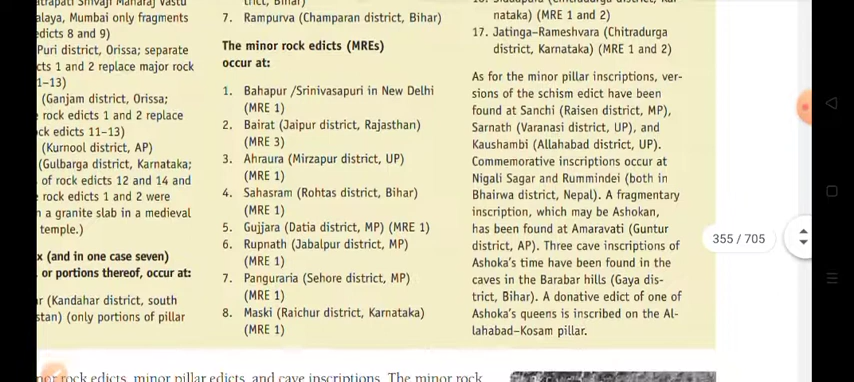 Chhatrapati Shivaji Maharaj Vastu
alaya, Mumbai only fragments
edicts 8 and 9)
Puri district, Orissa; separate
cts 1 and 2 replace major rock
1–13)
(Ganjam district, Orissa;
rock edicts 1 and 2 replace
ck edicts 11–13)
(Kurnool district, AP)
(Gulbarga district, Karnataka;
of rock edicts 12 and 14 and
rock edicts 1 and 2 were
a granite slab in a medieval
temple.)
x (and in one case seven)
or portions thereof, occur at:
ar (Kandahar district, south
stan) (only portions of pillar
trict, Bihar)
7. Rampurva (Champaran district, Bihar)
The minor rock edicts (MREs)
occur at:
1. Bahapur /Srinivasapuri in New Delhi
(MRE 1)
2. Bairat (Jaipur district, Rajasthan)
(MRE 3)
3. Ahraura (Mirzapur district, UP)
(MRE 1)
4. Sahasram (Rohtas district, Bihar)
(MRE 1)
5. Gujjara (Datia district, MP) (MRE 1)
6. Rupnath (Jabalpur district, MP)
(MRE 1)
7. Panguraria (Sehore district, MP)
(MRE 1)
8. Maski (Raichur district, Karnataka)
(MRE 1)
nataka) (MRE 1 and 2)
17. Jatinga-Rameshvara (Chitradurga
district, Karnataka) (MRE 1 and 2)
As for the minor pillar inscriptions, ver-
sions of the schism edict have been
found at Sanchi (Raisen district, MP),
Sarnath (Varanasi district, UP), and
Kaushambi (Allahabad district, UP).
Commemorative inscriptions occur at
Nigali Sagar and Rummindei (both in
Bhairwa district, Nepal). A fragmentary
inscription, which may be Ashokan,
has been found at Amaravati (Guntur
district, AP). Three cave inscriptions of
Ashoka's time have been found in the
caves in the Barabar hills (Gaya dis-
trict, Bihar). A donative edict of one of
Ashoka's queens is inscribed on the Al-
lahabad–Kosam pillar.
355 / 705
nor rock edicts, minor pillar edicts, and cave inscriptions. The minor rock